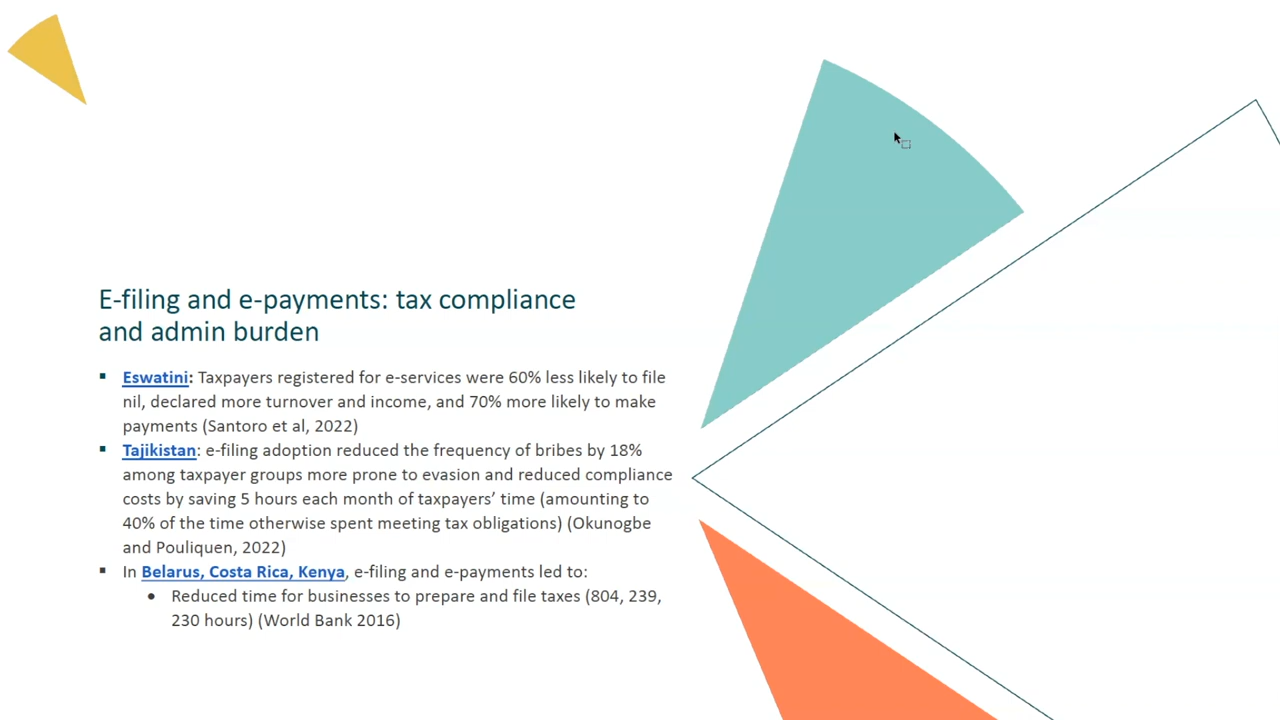 E-filing and e-payments: tax compliance
and admin burden
▪ Eswatini: Taxpayers registered for e-services were 60% less likely to file
nil, declared more turnover and income, and 70% more likely to make
payments (Santoro et al, 2022)
▪ Tajikistan: e-filing adoption reduced the frequency of bribes by 18%
among taxpayer groups more prone to evasion and reduced compliance
costs by saving 5 hours each month of taxpayers’ time (amounting to
40% of the time otherwise spent meeting tax obligations) (Okunogbe
and Pouliquen, 2022)
▪ In Belarus, Costa Rica, Kenya, e-filing and e-payments led to:
• Reduced time for businesses to prepare and file taxes (804, 239,
230 hours) (World Bank 2016)